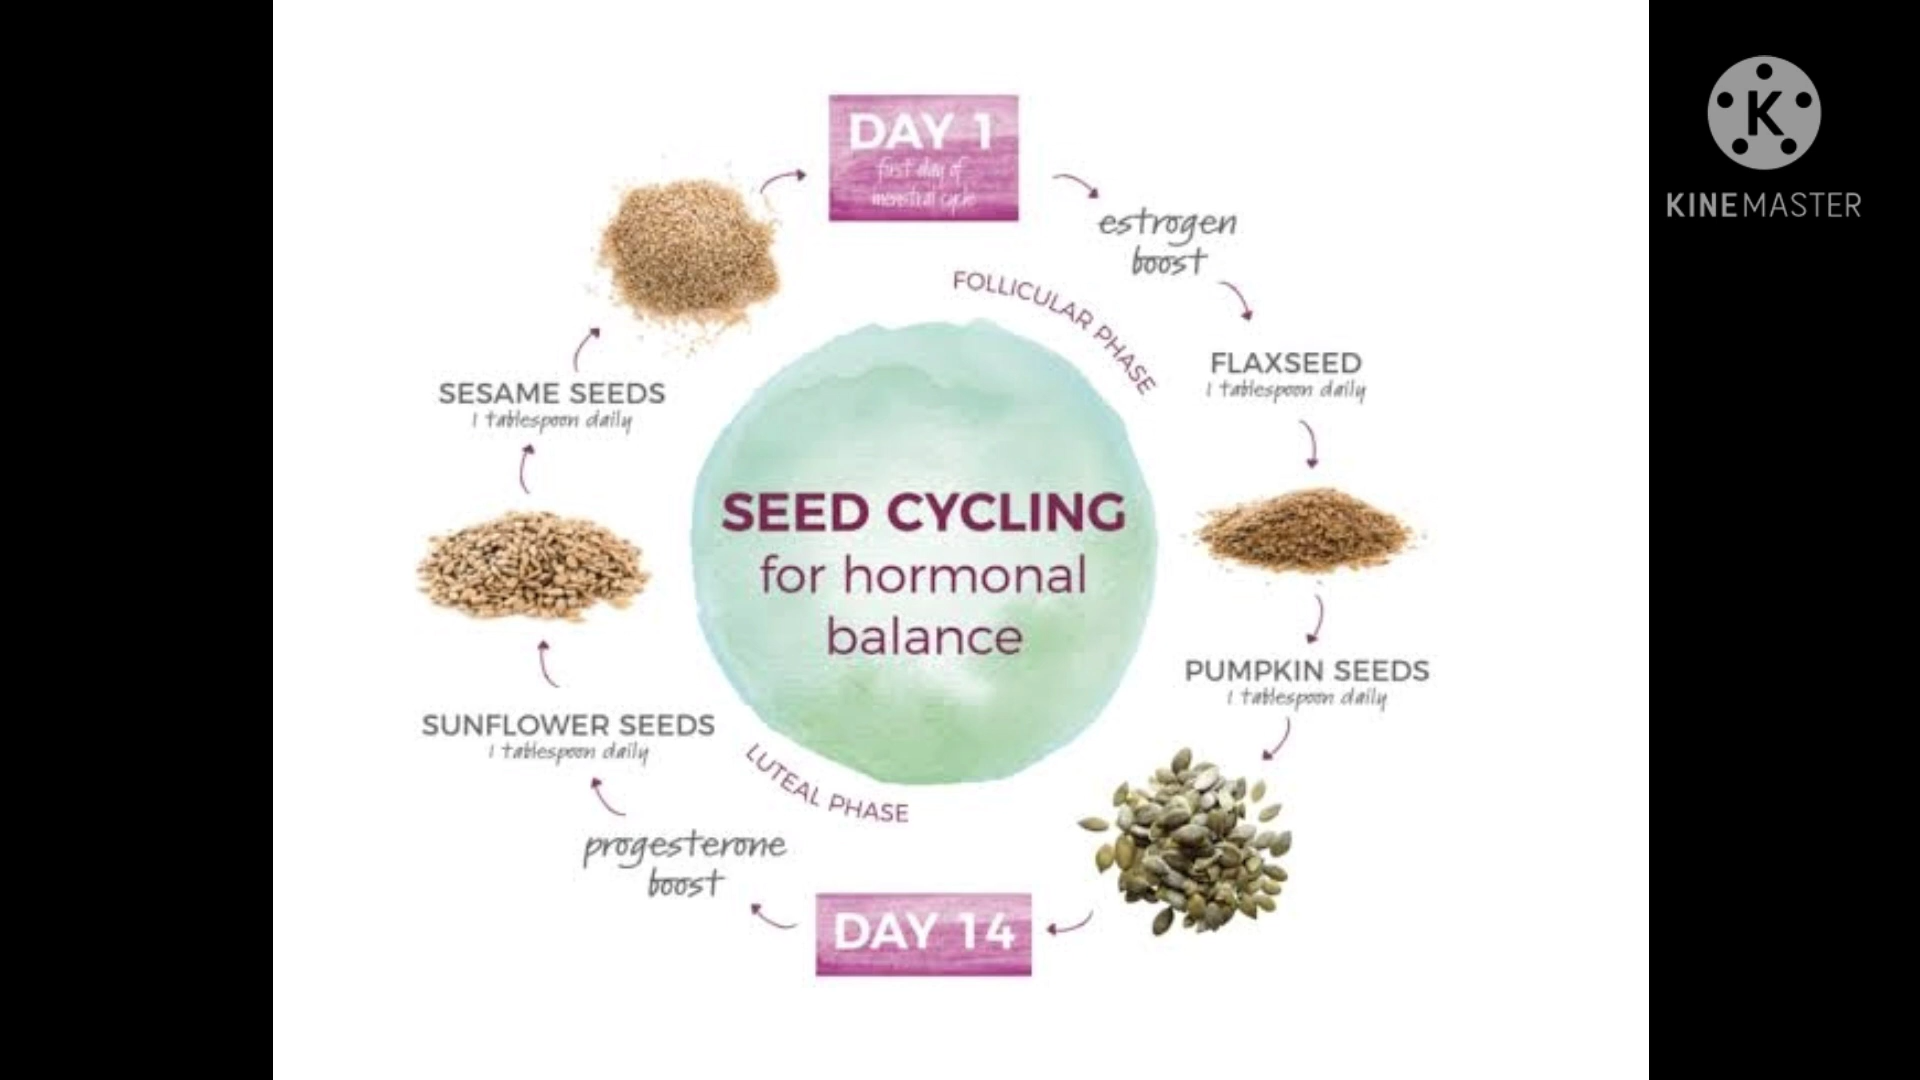 DAY 1
first day of
menstral cycle
estrogen
boost
FOLLICULAR PHASE
FLAXSEED
1 tablespoon daily
PUMPKIN SEEDS
1 tablespoon daily
DAY 14
progesterone
boost
LUTEAL PHASE
SUNFLOWER SEEDS
1 tablespoon daily
SESAME SEEDS
1 tablespoon daily
SEED CYCLING
for hormonal
balance
K
KINEMASTER